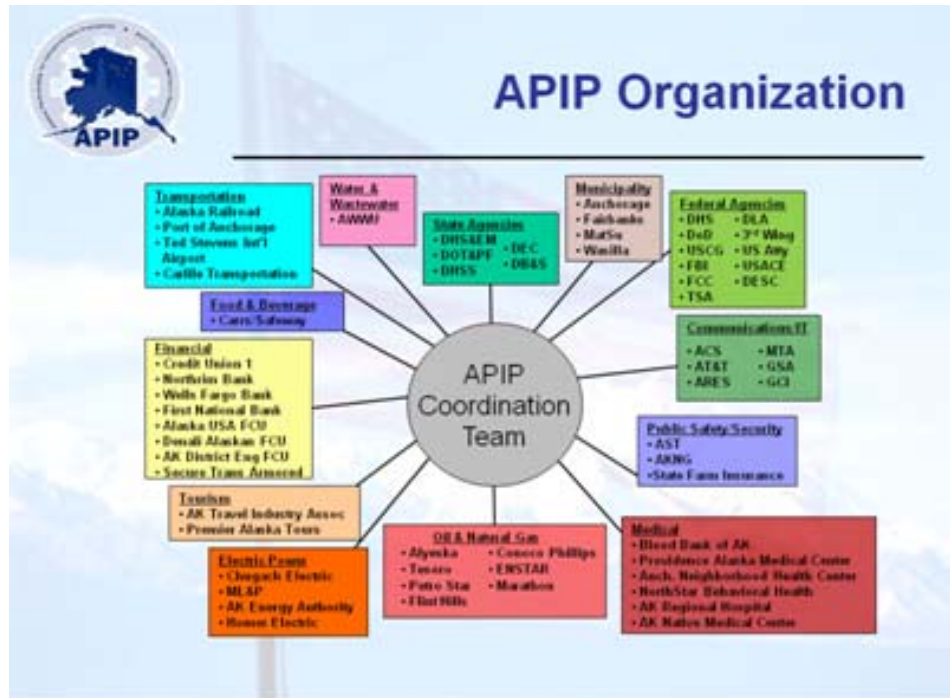 APIP
APIP Organization
Transportation
• Alaska Railroad
• Port of Anchorage
• Ted Stevens Int'l
Airport
• Carlile Transportation
Water &
Wastewater
• AWWU
State Agencies
• DHS&EM
• DOT&PF
• DHSS
• DEC
• DB&S
Municipality
• Anchorage
• Fairbanks
• MatSu
• Wasilla
Federal Agencies
• DHS
• DoD
• USCG
• FBI
• FCC
• TSA
• DLA
• 3rd Wing
• US Atty
• USACE
• DESC
Food & Beverage
• Carrs/Safeway
Communications/IT
• ACS
• AT&T
• ARES
• MTA
• GSA
• GCI
Financial
• Credit Union 1
• Northrim Bank
• Wells Fargo Bank
• First National Bank
• Alaska USA FCU
• Denali Alaskan FCU
• AK District Eng FCU
• Secure Trans Armored
APIP
Coordination
Team
Public Safety/Security
• AST
• AKNG
• State Farm Insurance
Tourism
• AK Travel Industry Assoc
• Premier Alaska Tours
Electric Power
• Chugach Electric
• ML&P
• AK Energy Authority
• Homer Electric
Oil & Natural Gas
• Alyeska
• Tesoro
• Petro Star
• Flint Hills
• Conoco Phillips
• ENSTAR
• Marathon
Medical
• Blood Bank of AK
• Providence Alaska Medical Center
• Anch. Neighborhood Health Center
• NorthStar Behavioral Health
• AK Regional Hospital
• AK Native Medical Center